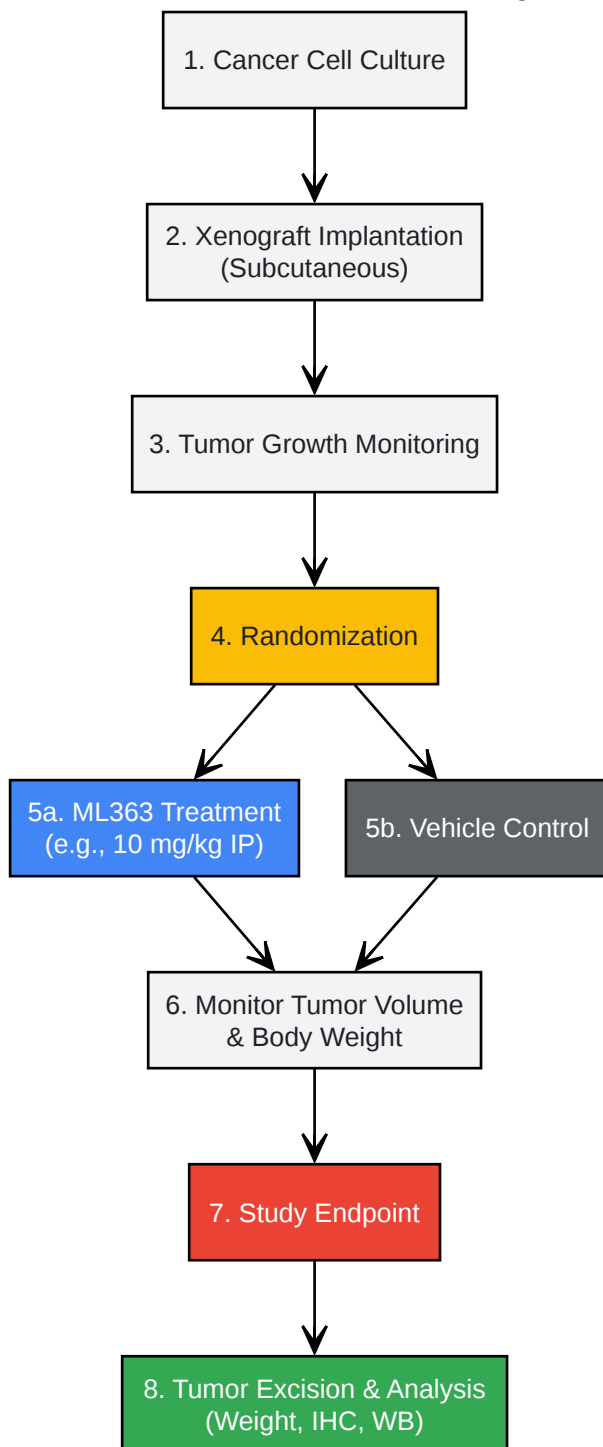 1. Cancer Cell Culture
2. Xenograft Implantation
(Subcutaneous)
3. Tumor Growth Monitoring
4. Randomization
5a. ML363 Treatment
(e.g., 10 mg/kg IP)
5b. Vehicle Control
6. Monitor Tumor Volume
& Body Weight
7. Study Endpoint
8. Tumor Excision & Analysis
(Weight, IHC, WB)